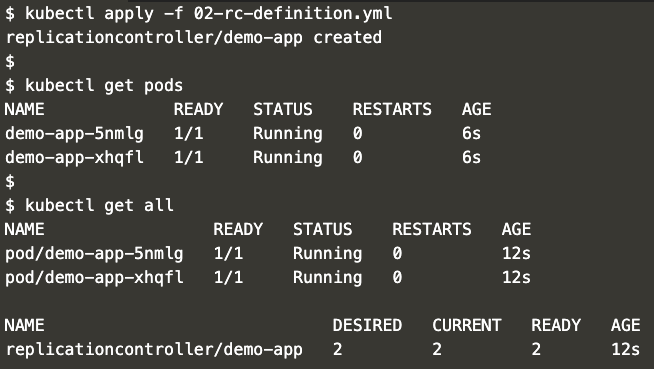 $ kubectl apply -f 02-rc-definition.yml
replicationcontroller/demo-app created
$
$ kubectl get pods
NAME             READY   STATUS    RESTARTS   AGE
demo-app-5nmlg   1/1     Running   0          6s
demo-app-xhqfl   1/1     Running   0          6s
$
$ kubectl get all
NAME                 READY   STATUS    RESTARTS   AGE
pod/demo-app-5nmlg   1/1     Running   0          12s
pod/demo-app-xhqfl   1/1     Running   0          12s

NAME                             DESIRED   CURRENT   READY   AGE
replicationcontroller/demo-app   2         2         2       12s